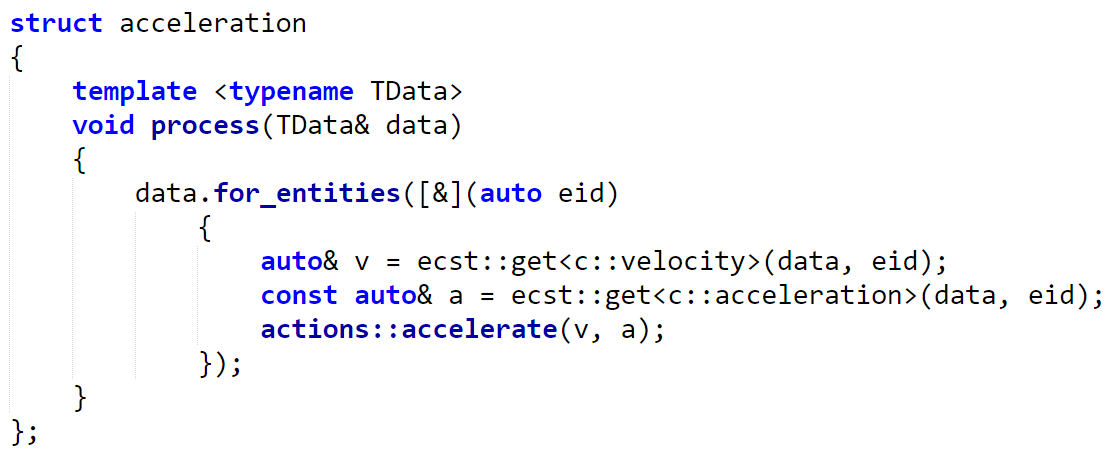 struct acceleration
{
    template <typename TData>
    void process(TData& data)
    {
        data.for_entities([&](auto eid)
            {
                auto& v = ecst::get<c::velocity>(data, eid);
                const auto& a = ecst::get<c::acceleration>(data, eid);
                actions::accelerate(v, a);
            });
    }
};